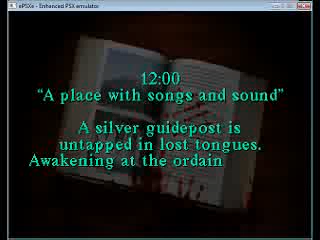 ePSXe - Enhanced PSX emulator
12:00
“A place with songs and sound”
A silver guidepost is
untapped in lost tongues.
Awakening at the ordain